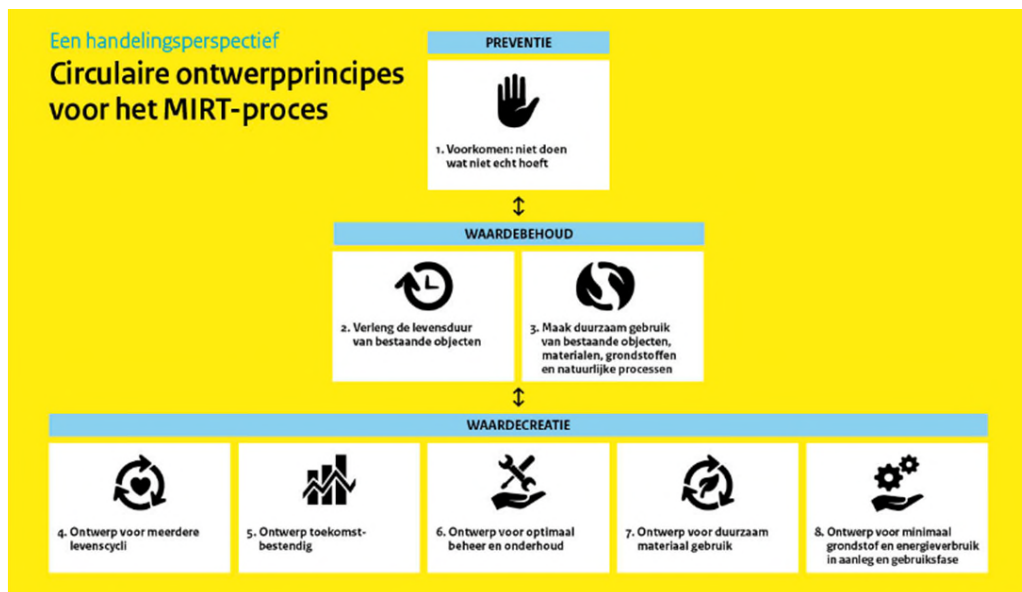 Een handelingsperspectief
Circulaire ontwerpprincipes
voor het MIRT-proces
PREVENTIE
1. Voorkomen: niet doen
wat niet echt hoeft
WAARDEBEHOUD
2. Verleng de levensduur
van bestaande objecten
3. Maak duurzaam gebruik
van bestaande objecten,
materialen, grondstoffen
en natuurlijke processen
WAARDECREATIE
4. Ontwerp voor meerdere
levenscycli
5. Ontwerp toekomst-
bestendig
6. Ontwerp voor optimaal
beheer en onderhoud
7. Ontwerp voor duurzaam
materiaal gebruik
8. Ontwerp voor minimaal
grondstof en energieverbruik
in aanleg en gebruiksfase